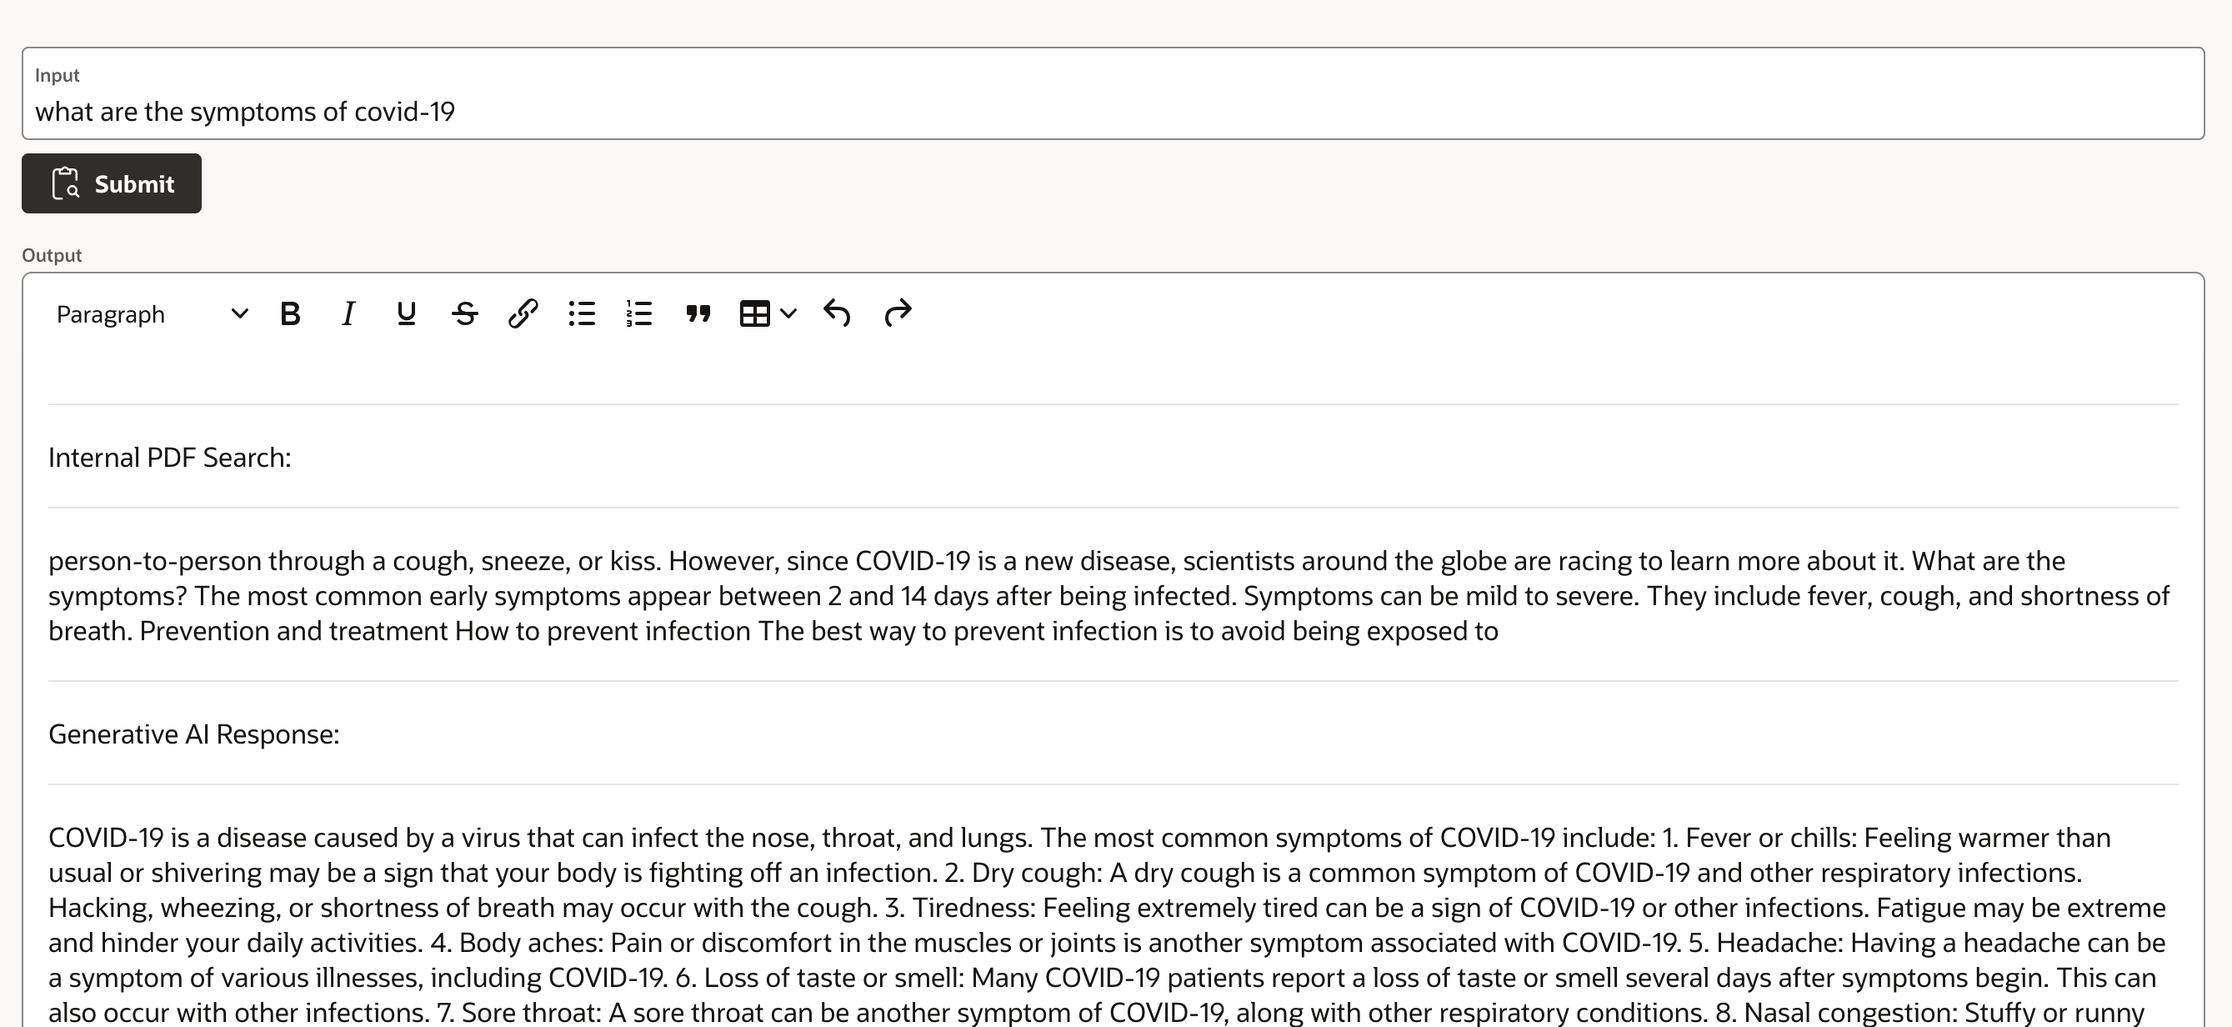 Input
what are the symptoms of covid-19
Submit
Output
Paragraph
Internal PDF Search:
person-to-person through a cough, sneeze, or kiss. However, since COVID-19 is a new disease, scientists around the globe are racing to learn more about it. What are the
symptoms? The most common early symptoms appear between 2 and 14 days after being infected. Symptoms can be mild to severe. They include fever, cough, and shortness of
breath. Prevention and treatment How to prevent infection The best way to prevent infection is to avoid being exposed to
Generative AI Response:
COVID-19 is a disease caused by a virus that can infect the nose, throat, and lungs. The most common symptoms of COVID-19 include: 1. Fever or chills: Feeling warmer than
usual or shivering may be a sign that your body is fighting off an infection. 2. Dry cough: A dry cough is a common symptom of COVID-19 and other respiratory infections.
Hacking, wheezing, or shortness of breath may occur with the cough. 3. Tiredness: Feeling extremely tired can be a sign of COVID-19 or other infections. Fatigue may be extreme
and hinder your daily activities. 4. Body aches: Pain or discomfort in the muscles or joints is another symptom associated with COVID-19. 5. Headache: Having a headache can be
a symptom of various illnesses, including COVID-19. 6. Loss of taste or smell: Many COVID-19 patients report a loss of taste or smell several days after symptoms begin. This can
also occur with other infections. 7. Sore throat: A sore throat can be another symptom of COVID-19, along with other respiratory conditions. 8. Nasal congestion: Stuffy or runny